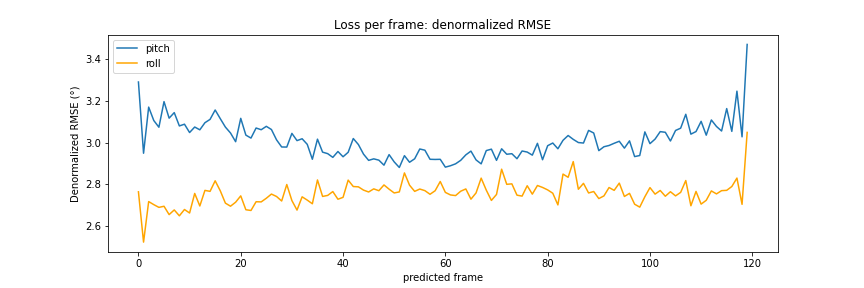 Loss per frame: denormalized RMSE
pitch
roll
Denormalized RMSE (°)
3.4
3.2
3.0
2.8
2.6
0 20 40 60 80 100 120
predicted frame